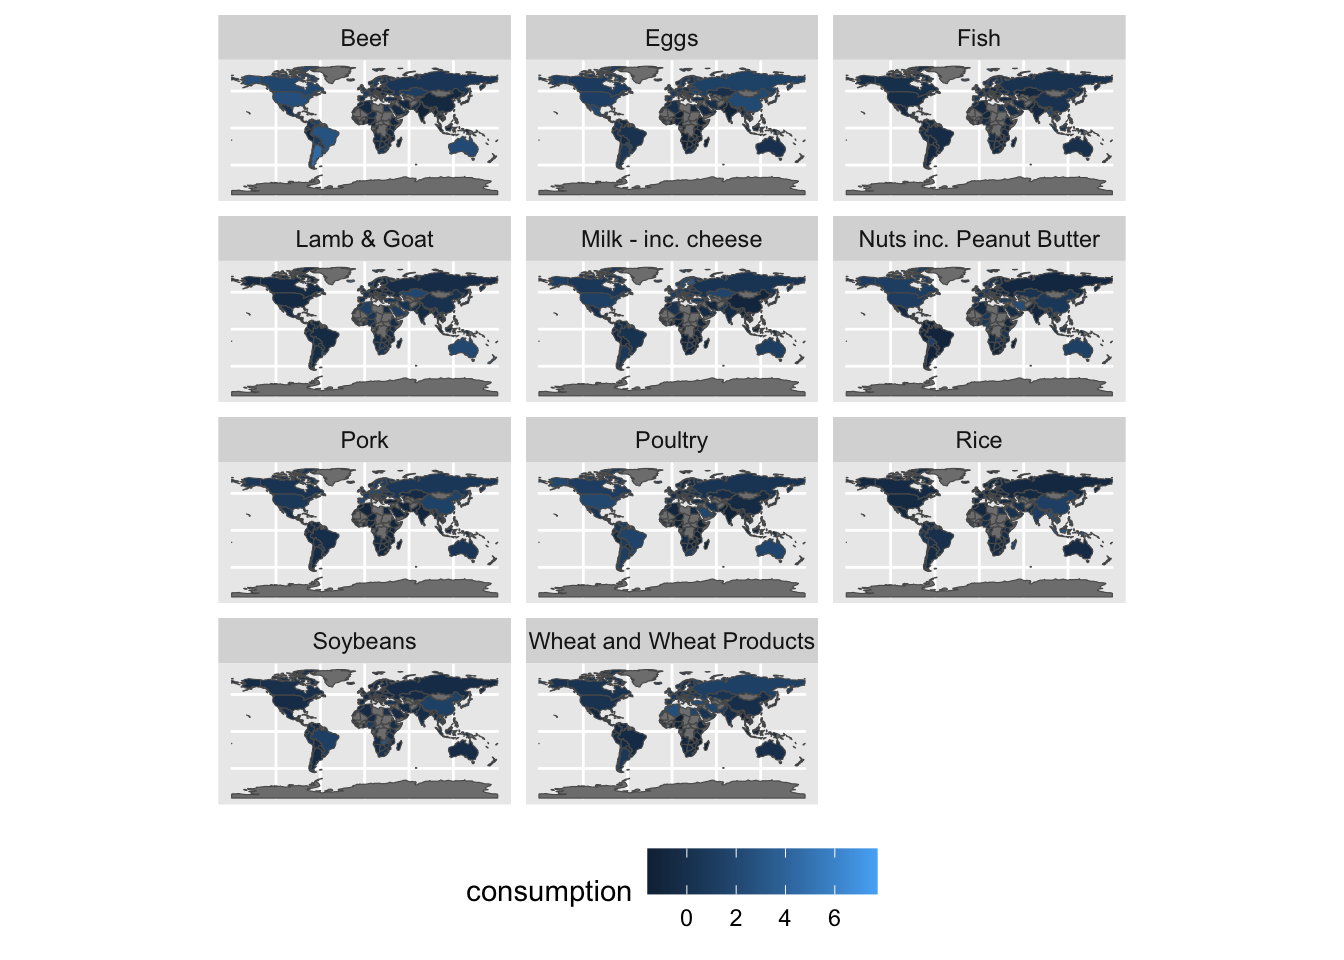 Beef
Eggs
Fish
Lamb & Goat
Milk - inc. cheese
Nuts inc. Peanut Butter
Pork
Poultry
Rice
Soybeans
Wheat and Wheat Products
consumption
0 2 4 6